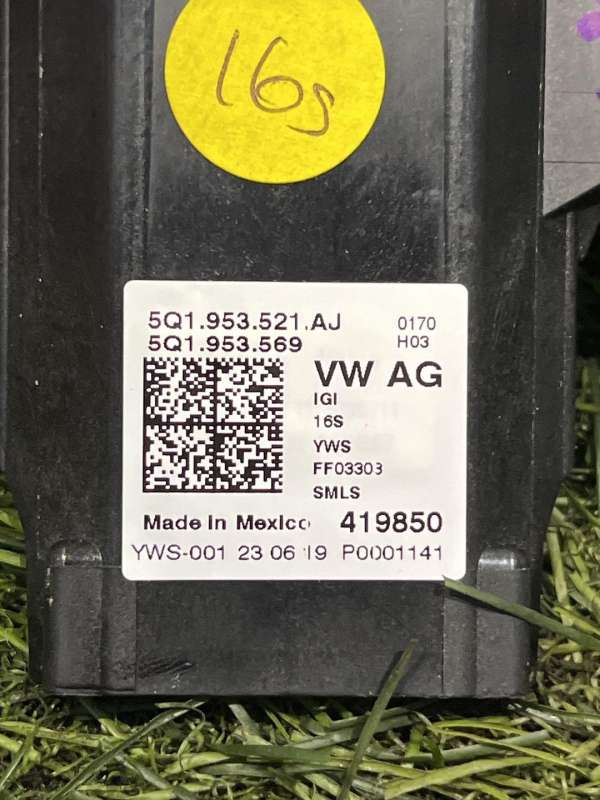 16s
5Q1.953.521.AJ 0170
5Q1.953.569 H03
VW AG
IGI
16S
YWS
FF03303
SMLS
Made in Mexico 419850
YWS-001 23 06 19 P0001141